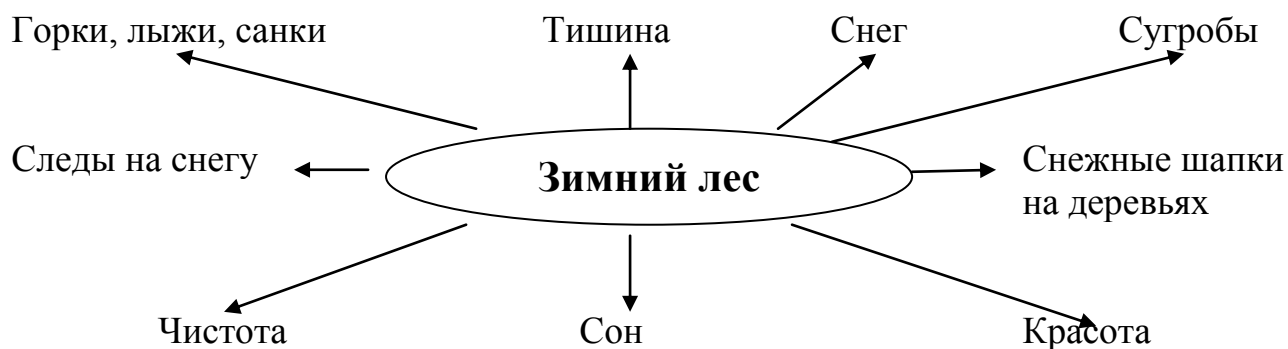 Горки, лыжи, санки
Тишина
Снег
Сугробы
Следы на снегу
Зимний лес
Снежные шапки
на деревьях
Чистота
Сон
Красота